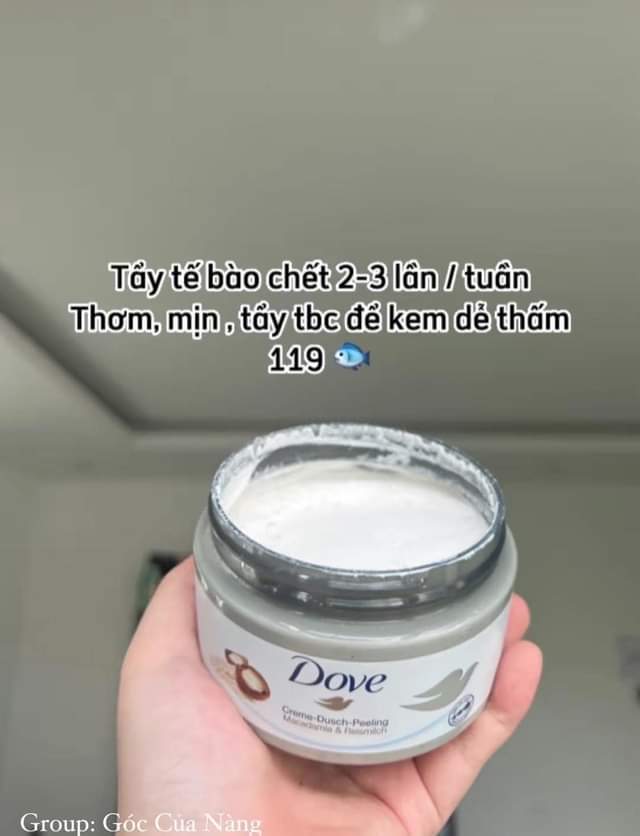 Tẩy tế bào chết 2-3 lần / tuần
Thơm, mịn , tẩy tbc để kem dễ thấm
119 🐟
Dove
Creme-Dusch-Peeling
Macadamia & Reismilch
Group: Góc Của Nàng